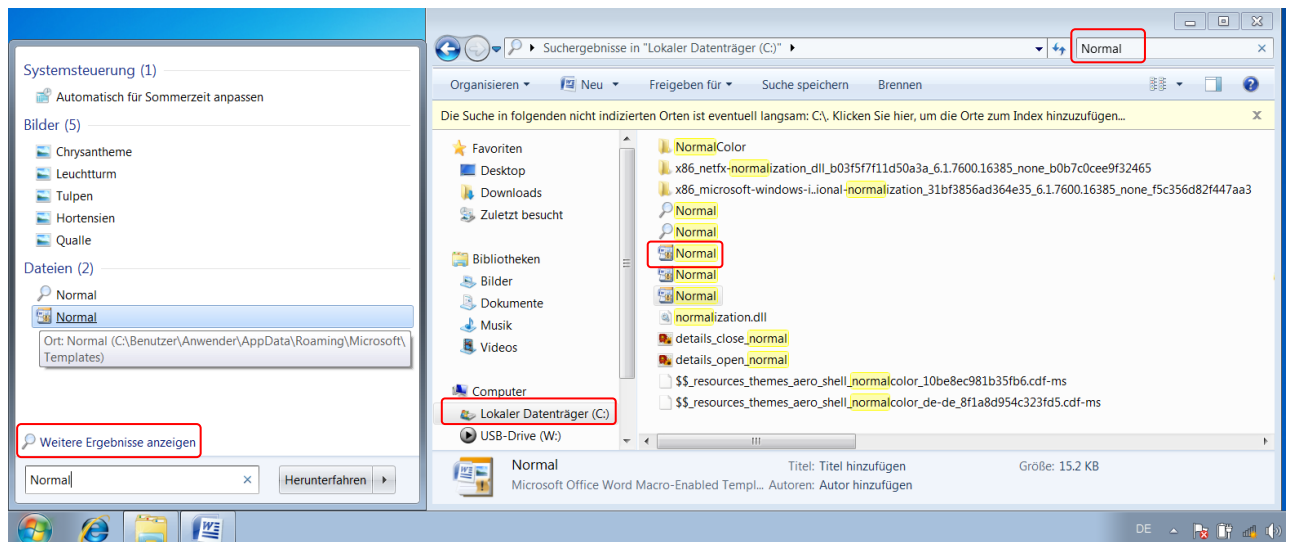 Systemsteuerung (1)
Automatisch für Sommerzeit anpassen
Bilder (5)
Chrysantheme
Leuchtturm
Tulpen
Hortensien
Qualle
Dateien (2)
Normal
Normal
Ort: Normal (C:\Benutzer\Anwender\AppData\Roaming\Microsoft\
Templates)
Weitere Ergebnisse anzeigen
Normal
Herunterfahren
Suchergebnisse in "Lokaler Datenträger (C:)"
Normal
Organisieren Neu Freigeben für Suche speichern Brennen
Die Suche in folgenden nicht indizierten Orten ist eventuell langsam: C:\. Klicken Sie hier, um die Orte zum Index hinzuzufügen...
Favoriten
Desktop
Downloads
Zuletzt besucht
Bibliotheken
Bilder
Dokumente
Musik
Videos
Computer
Lokaler Datenträger (C:)
USB-Drive (W:)
NormalColor
x86_netfx-normalization_dll_b03f5f7f11d50a3a_6.1.7600.16385_none_b0b7c0cee9f32465
x86_microsoft-windows-i..ional-normalization_31bf3856ad364e35_6.1.7600.16385_none_f5c356d82f447aa3
Normal
Normal
Normal
Normal
Normal
normalization.dll
details_close_normal
details_open_normal
$$_resources_themes_aero_shell_normalcolor_10be8ec981b35fb6.cdf-ms
$$_resources_themes_aero_shell_normalcolor_de-de_8f1a8d954c323fd5.cdf-ms
Normal Titel: Titel hinzufügen Größe: 15.2 KB
Microsoft Office Word Macro-Enabled Templ... Autoren: Autor hinzufügen
DE